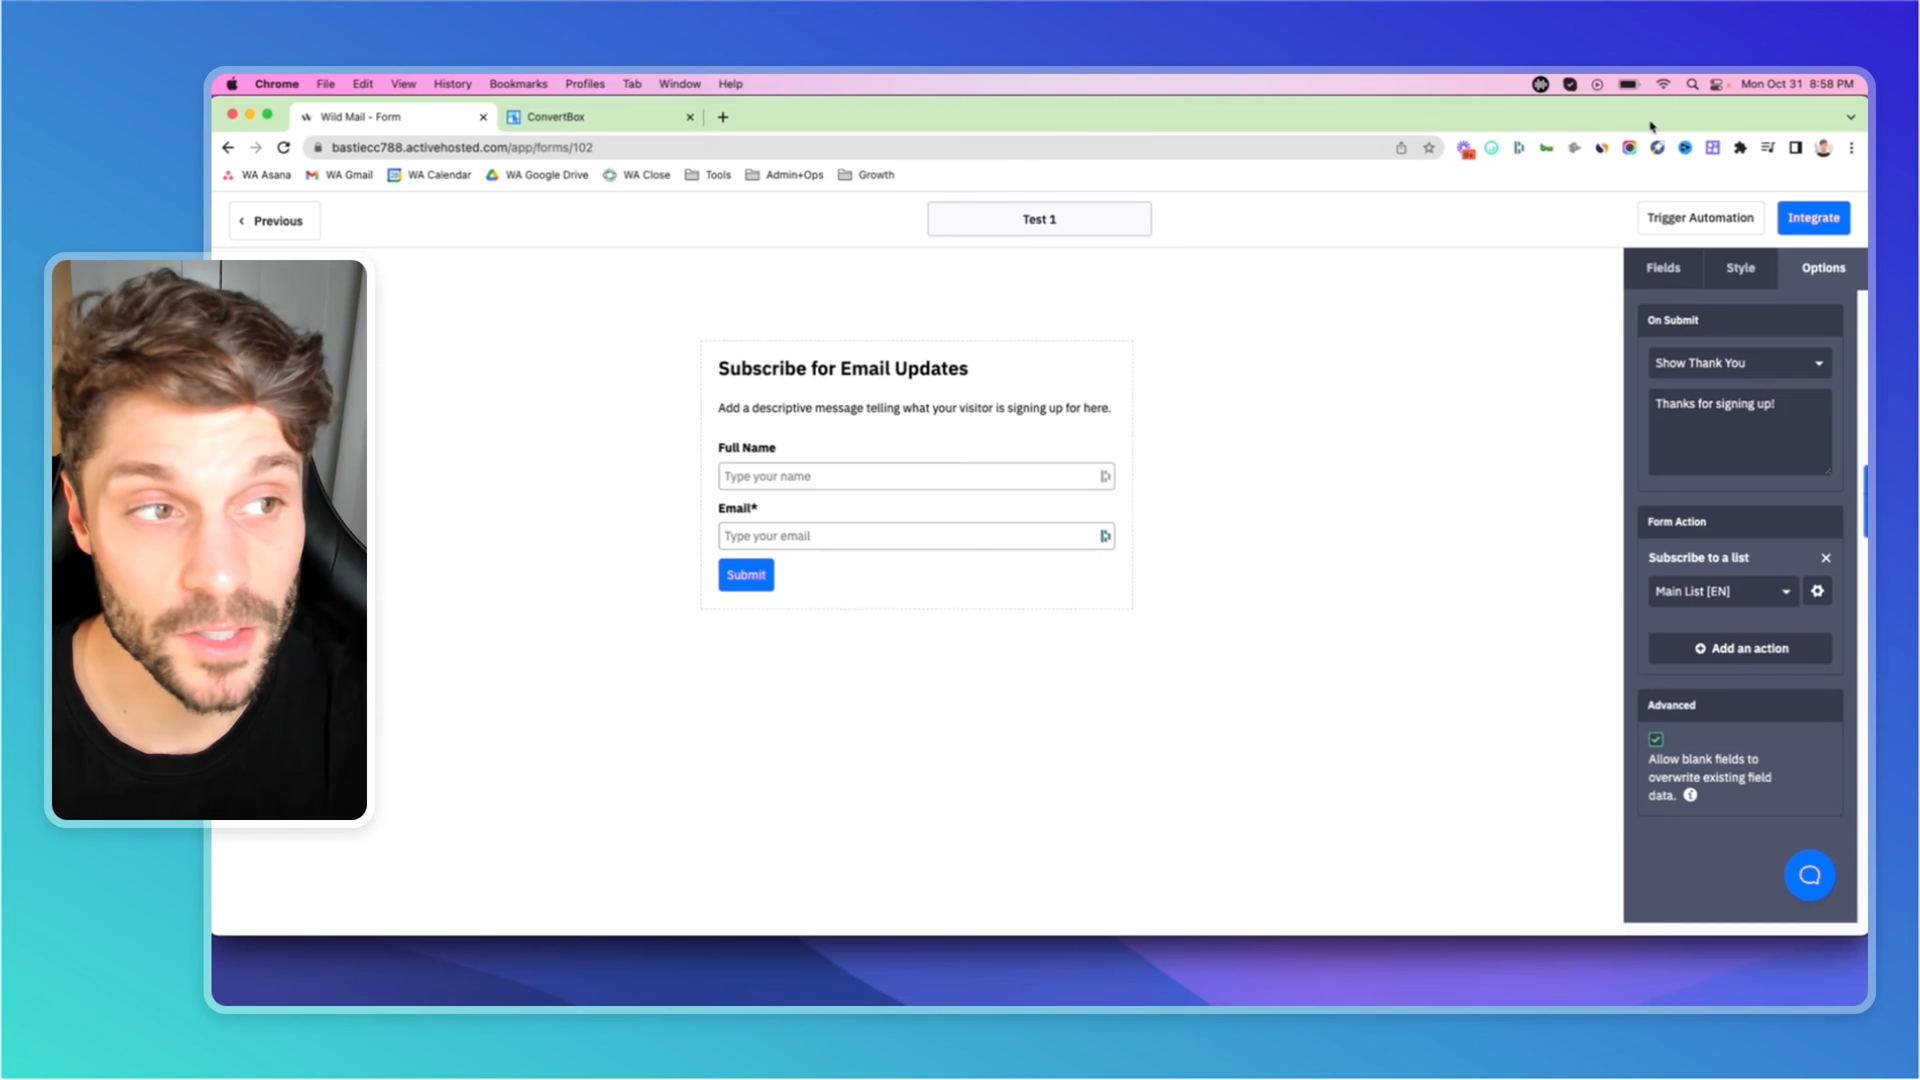 Chrome File Edit View History Bookmarks Profiles Tab Window Help Mon Oct 31 8:58 PM
Wild Mail - Form ConvertBox
bastiecc788.activehosted.com/app/forms/102
WA Asana WA Gmail WA Calendar WA Google Drive WA Close Tools Admin+Ops Growth
Previous Test 1 Trigger Automation Integrate
Fields Style Options
On Submit
Show Thank You
Thanks for signing up!
Subscribe for Email Updates
Add a descriptive message telling what your visitor is signing up for here.
Full Name
Type your name
Email*
Type your email
Submit
Form Action
Subscribe to a list
Main List [EN]
Add an action
Advanced
Allow blank fields to
overwrite existing field
data.